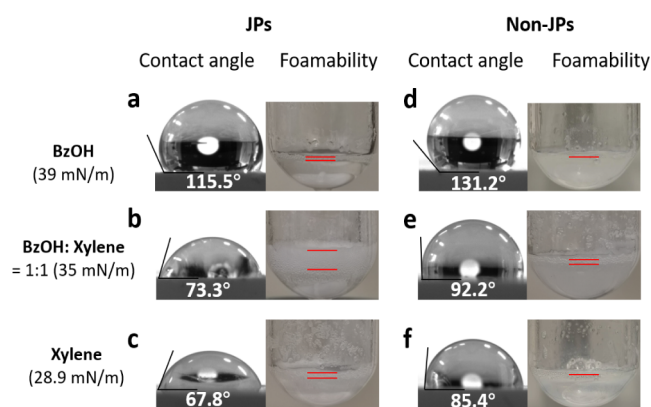 JPs Non-JPs
Contact angle Foamability Contact angle Foamability
a d
BzOH
(39 mN/m)
115.5° 131.2°
b e
BzOH: Xylene
= 1:1 (35 mN/m)
73.3° 92.2°
c f
Xylene
(28.9 mN/m)
67.8° 85.4°